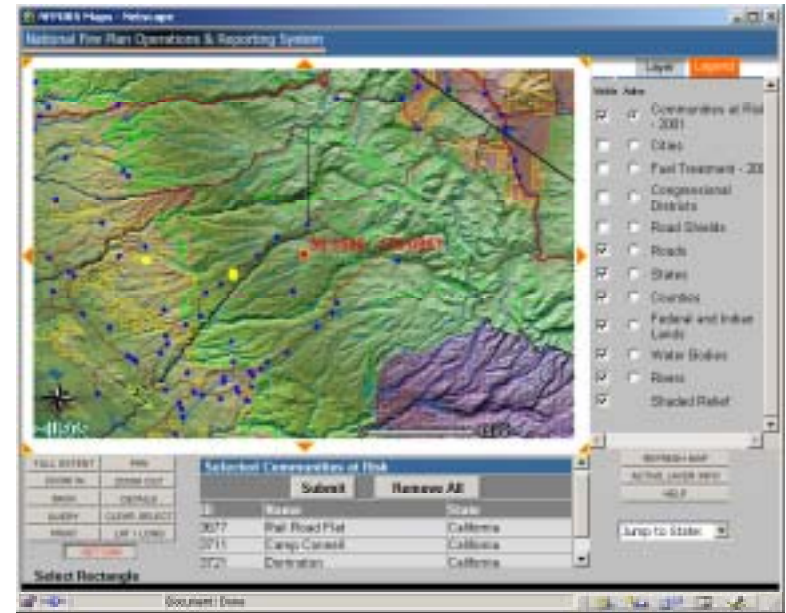 NFPORS Maps - Netscape
National Fire Plan Operations & Reporting System
Layer Legend
Visible Active
Communities at Risk
- 2001
Cities
Fuel Treatment - 200
Congressional
Districts
Road Shields
Roads
States
Counties
Federal and Indian
Lands
Water Bodies
Rivers
Shaded Relief
FULL EXTENT PAN
ZOOM IN ZOOM OUT
BACK DETAILS
QUERY CLEAR SELECT
PRINT LAT / LONG
Selected Communities at Risk
Submit Remove All
ID Name State
3677 Rail Road Flat California
3711 Camp Connell California
3721 California
REFRESH MAP
ACTIVE LAYER INFO
HELP
Jump to State:
Select Rectangle
Document: Done